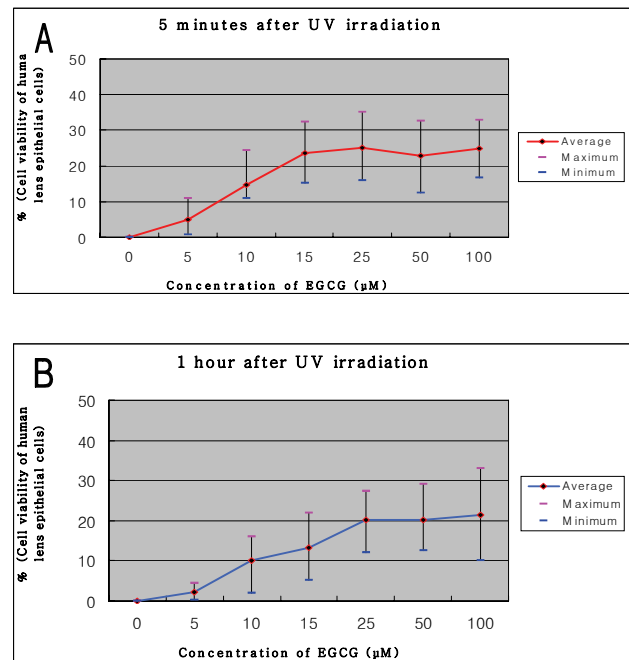 A
5 minutes after UV irradiation
% (Cell viability of huma
lens epithelial cells)
50
40
30
20
10
0
0 5 10 15 25 50 100
Concentration of EGCG (µM)
Average
Maximum
Minimum
B
1 hour after UV irradiation
% (Cell viability of human
lens epithelial cells)
50
40
30
20
10
0
0 5 10 15 25 50 100
Concentration of EGCG (µM)
Average
Maximum
Minimum